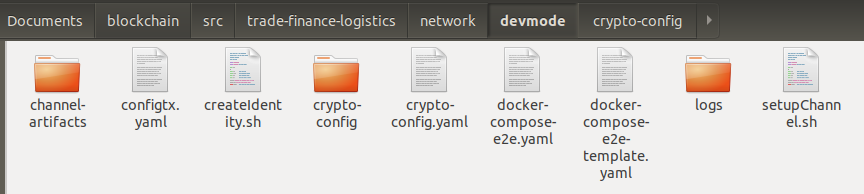 Documents blockchain src trade-finance-logistics network devmode crypto-config
channel- configtx. createIdent crypto- crypto- docker- docker- logs setupChann
artifacts yaml ity.sh config config.yaml compose- compose- el.sh
e2e.yaml e2e-
template.
yaml